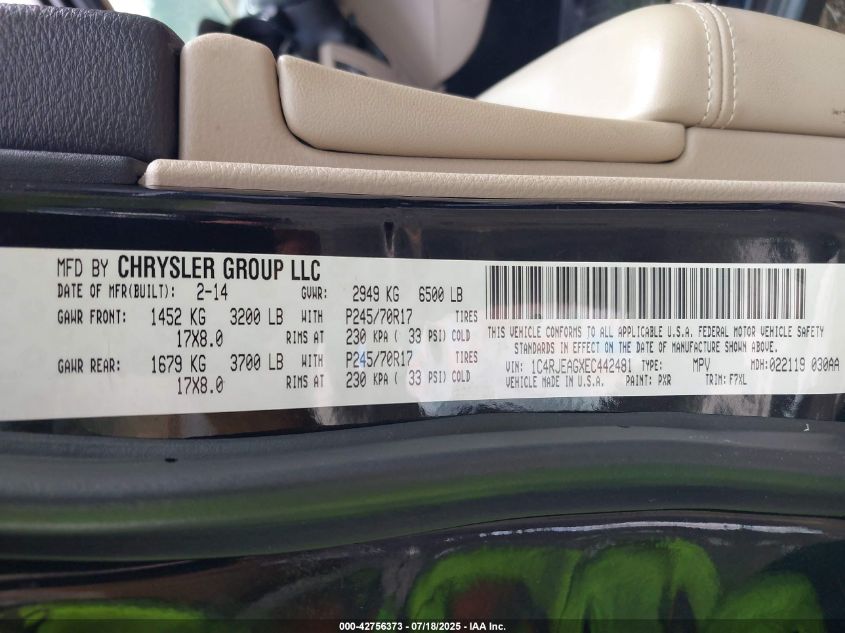 MFD BY CHRYSLER GROUP LLC
DATE OF MFR(BUILT): 2-14 GVWR: 2949 KG 6500 LB
GAWR FRONT: 1452 KG 3200 LB WITH P245/70R17 TIRES
17X8.0 RIMS AT 230 KPA ( 33 PSI) COLD
GAWR REAR: 1679 KG 3700 LB WITH P245/70R17 TIRES
17X8.0 RIMS AT 230 KPA ( 33 PSI) COLD
THIS VEHICLE CONFORMS TO ALL APPLICABLE U.S.A. FEDERAL MOTOR VEHICLE SAFETY
STANDARDS IN EFFECT ON THE DATE OF MANUFACTURE SHOWN ABOVE.
VIN: 1C4RJEAGXEC442481 TYPE: MPV MDH: 022119 030AA
VEHICLE MADE IN U.S.A. PAINT: PXR TRIM: F7XL
000-42756373 - 07/18/2025 - IAA Inc.